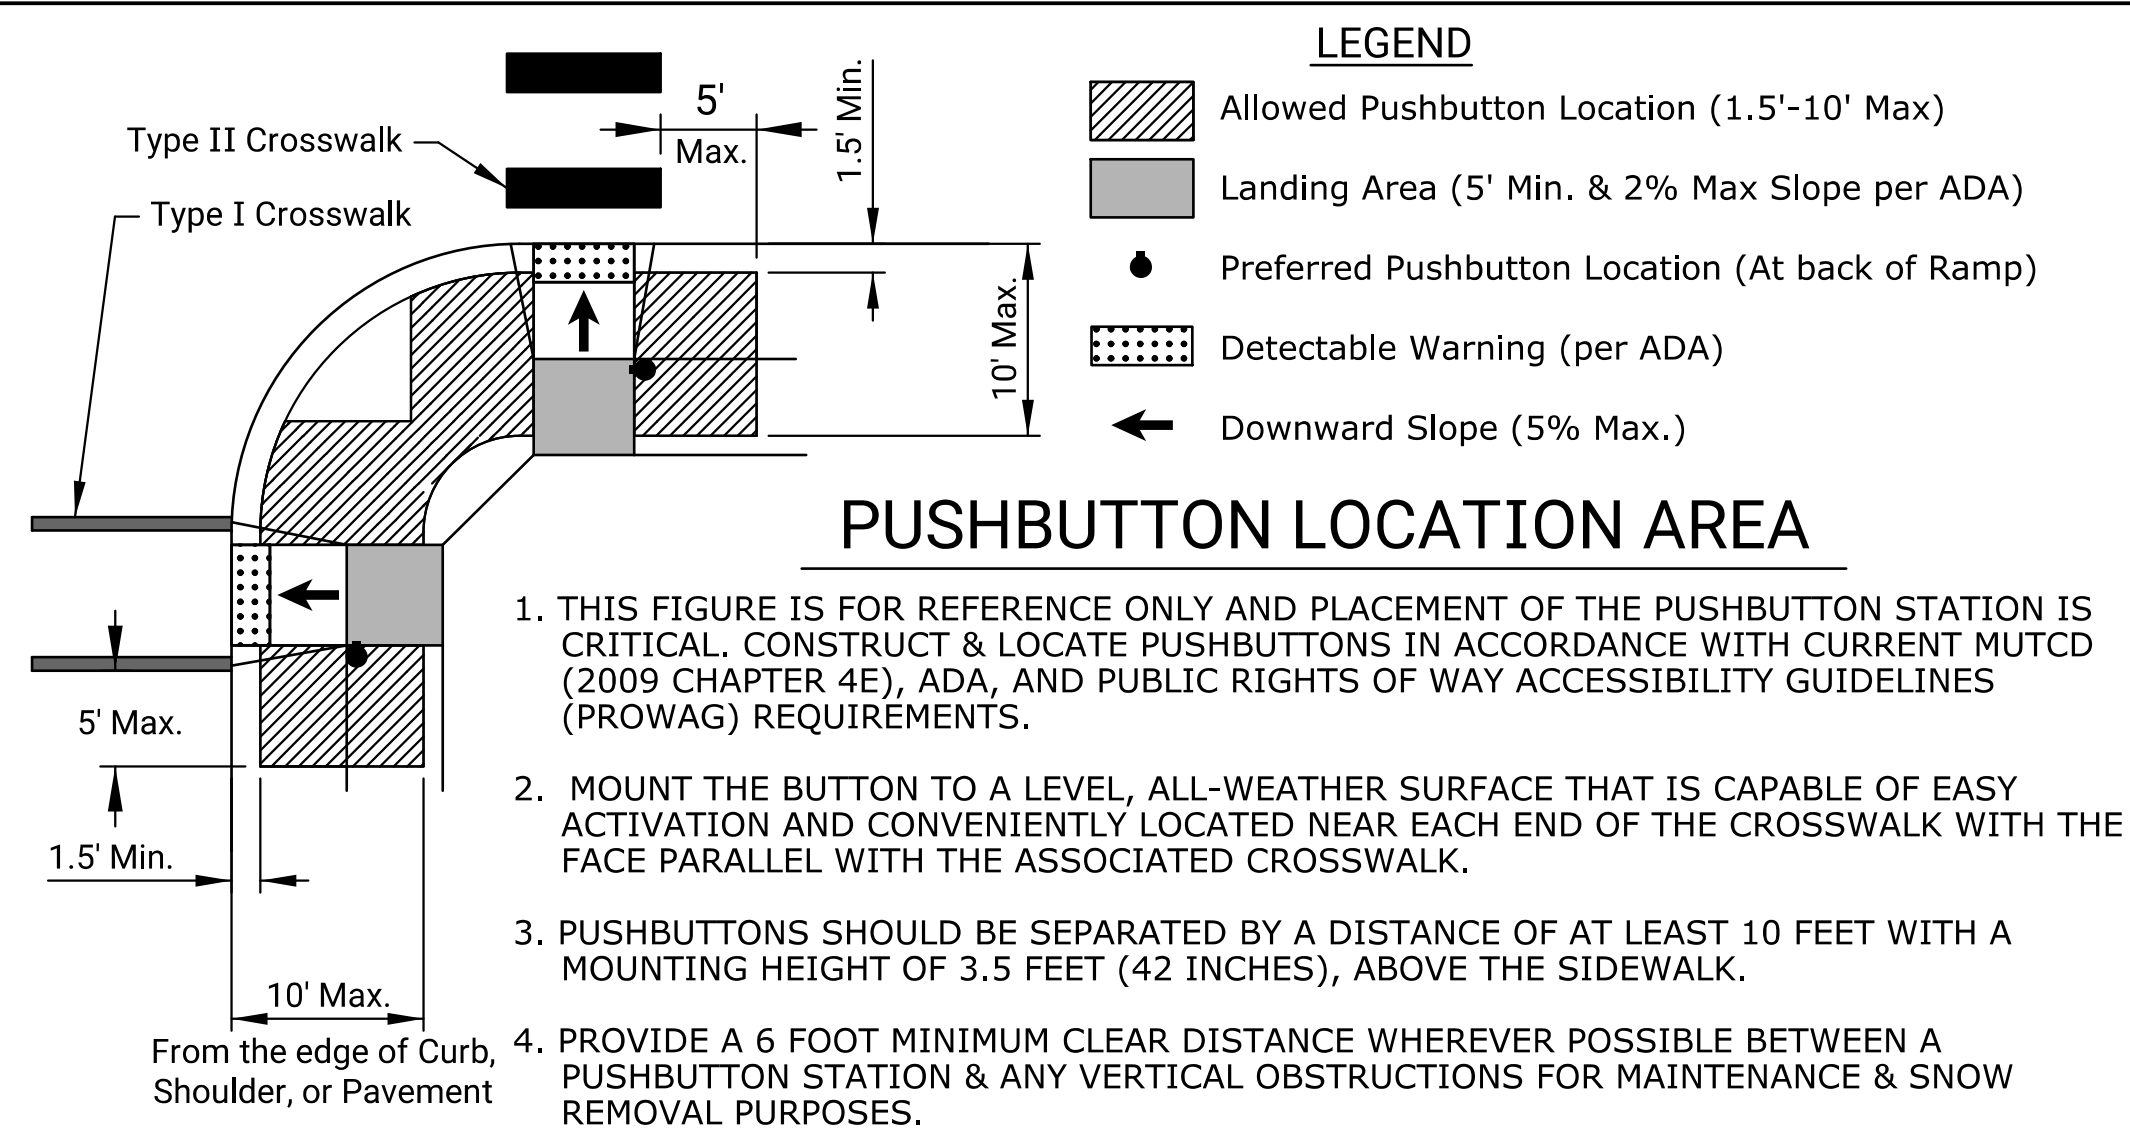 LEGEND
Allowed Pushbutton Location (1.5'-10' Max)
Landing Area (5' Min. & 2% Max Slope per ADA)
Preferred Pushbutton Location (At back of Ramp)
Detectable Warning (per ADA)
Downward Slope (5% Max.)
Type II Crosswalk
Type I Crosswalk
5'
Max.
1.5' Min.
10' Max.
5' Max.
1.5' Min.
10' Max.
From the edge of Curb,
Shoulder, or Pavement
PUSHBUTTON LOCATION AREA
1. THIS FIGURE IS FOR REFERENCE ONLY AND PLACEMENT OF THE PUSHBUTTON STATION IS
CRITICAL. CONSTRUCT & LOCATE PUSHBUTTONS IN ACCORDANCE WITH CURRENT MUTCD
(2009 CHAPTER 4E), ADA, AND PUBLIC RIGHTS OF WAY ACCESSIBILITY GUIDELINES
(PROWAG) REQUIREMENTS.
2. MOUNT THE BUTTON TO A LEVEL, ALL-WEATHER SURFACE THAT IS CAPABLE OF EASY
ACTIVATION AND CONVENIENTLY LOCATED NEAR EACH END OF THE CROSSWALK WITH THE
FACE PARALLEL WITH THE ASSOCIATED CROSSWALK.
3. PUSHBUTTONS SHOULD BE SEPARATED BY A DISTANCE OF AT LEAST 10 FEET WITH A
MOUNTING HEIGHT OF 3.5 FEET (42 INCHES), ABOVE THE SIDEWALK.
4. PROVIDE A 6 FOOT MINIMUM CLEAR DISTANCE WHEREVER POSSIBLE BETWEEN A
PUSHBUTTON STATION & ANY VERTICAL OBSTRUCTIONS FOR MAINTENANCE & SNOW
REMOVAL PURPOSES.